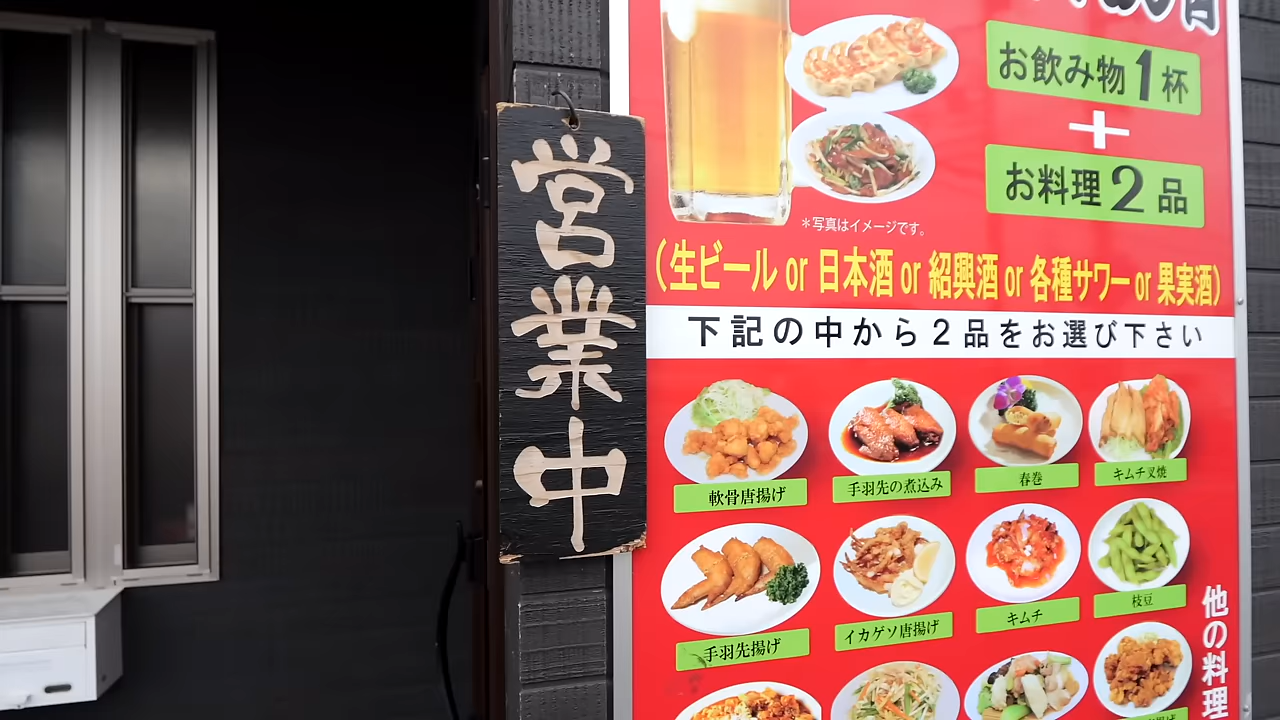 営業中
お飲み物1杯
+
お料理2品
*写真はイメージです。
(生ビール or 日本酒 or 紹興酒 or 各種サワー or 果実酒)
下記の中から2品をお選び下さい
軟骨唐揚げ
手羽先の煮込み
春巻
キムチ叉焼
手羽先揚げ
イカゲソ唐揚げ
キムチ
枝豆
他の料理